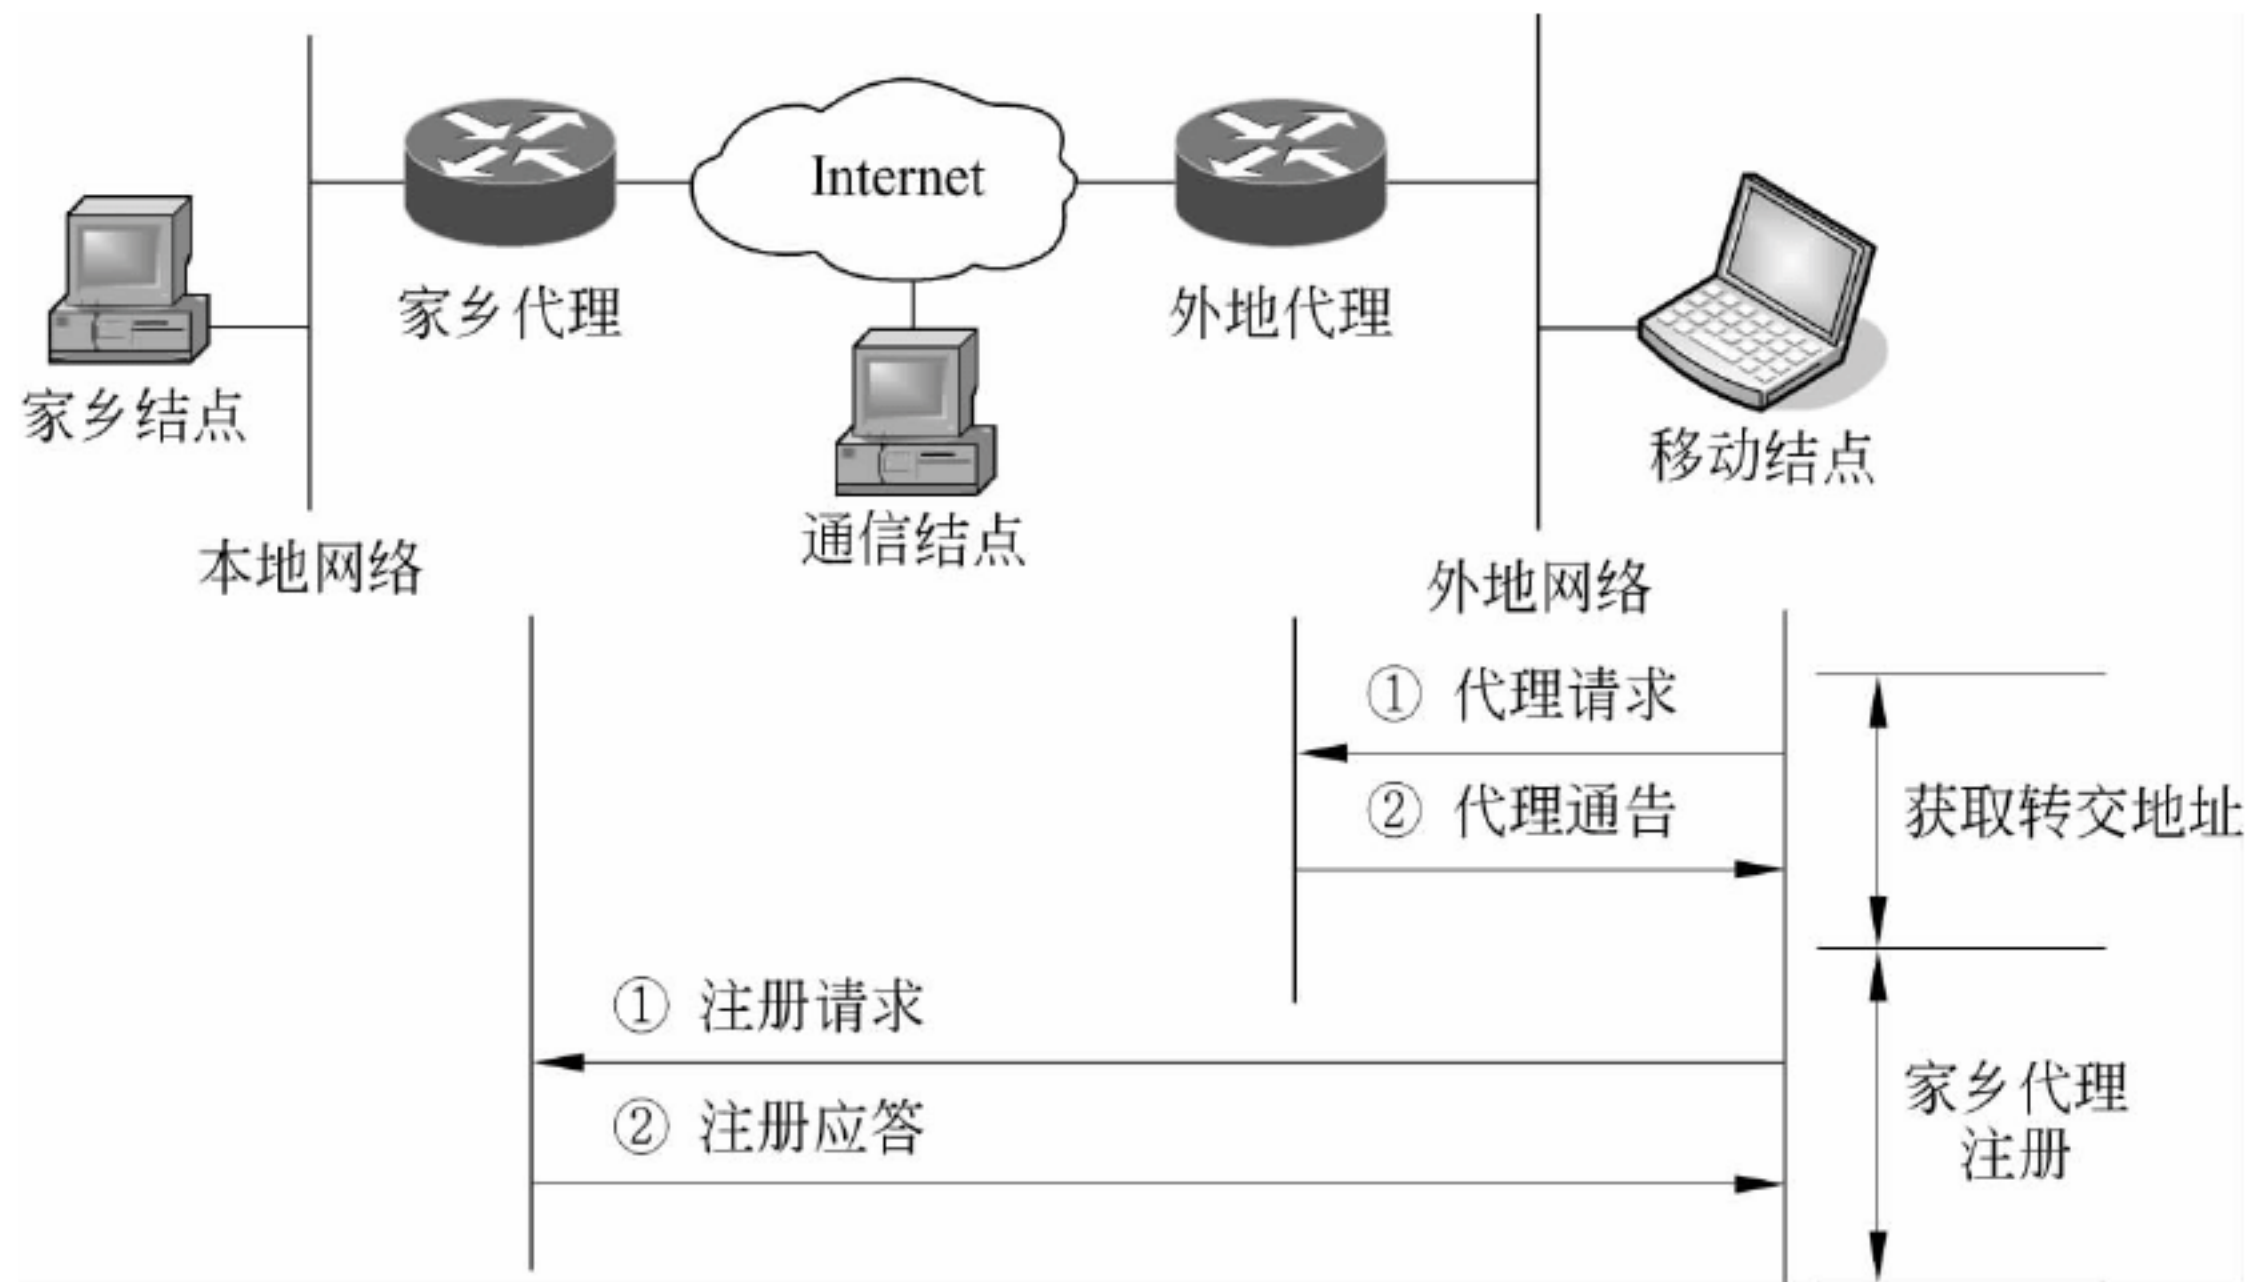 Internet
家乡代理
外地代理
家乡结点
移动结点
通信结点
本地网络
外地网络
① 代理请求
② 代理通告
获取转交地址
① 注册请求
② 注册应答
家乡代理
注册